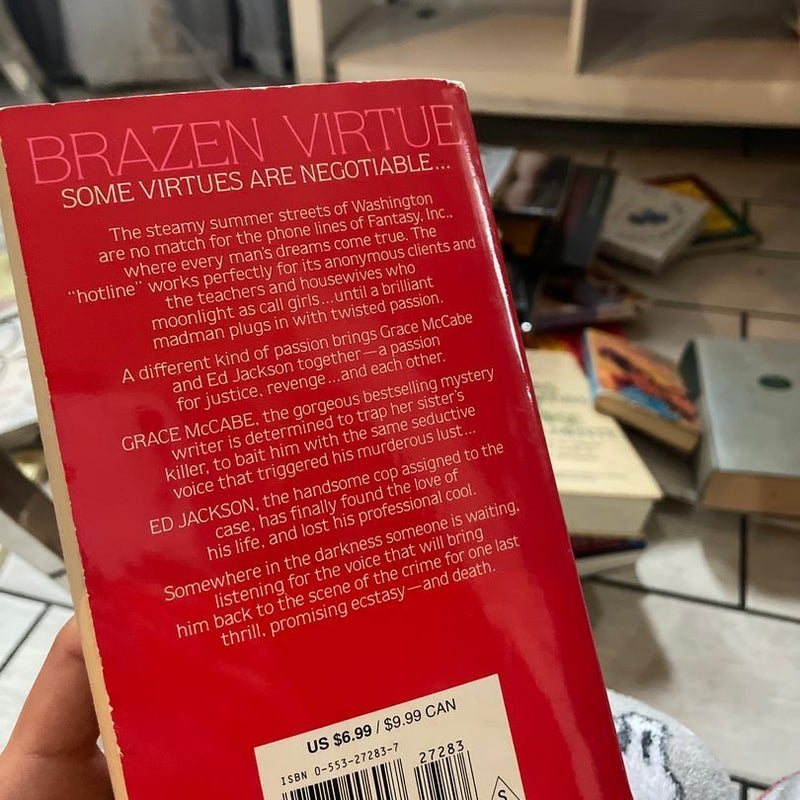 BRAZEN VIRTUE
SOME VIRTUES ARE NEGOTIABLE...
The steamy summer streets of Washington
are no match for the phone lines of Fantasy, Inc.,
where every man's dreams come true. The
"hotline" works perfectly for its anonymous clients and
the teachers and housewives who
moonlight as call girls...until a brilliant
madman plugs in with twisted passion.
A different kind of passion brings Grace McCabe
and Ed Jackson together—a passion
for justice, revenge...and each other.
GRACE McCABE, the gorgeous bestselling mystery
writer is determined to trap her sister's
killer, to bait him with the same seductive
voice that triggered his murderous lust...
ED JACKSON, the handsome cop assigned to the
case, has finally found the love of
his life, and lost his professional cool.
Somewhere in the darkness someone is waiting,
listening for the voice that will bring
him back to the scene of the crime for one last
thrill, promising ecstasy—and death.
US $6.99 / $9.99 CAN
ISBN 0-553-27283-7
27283
S